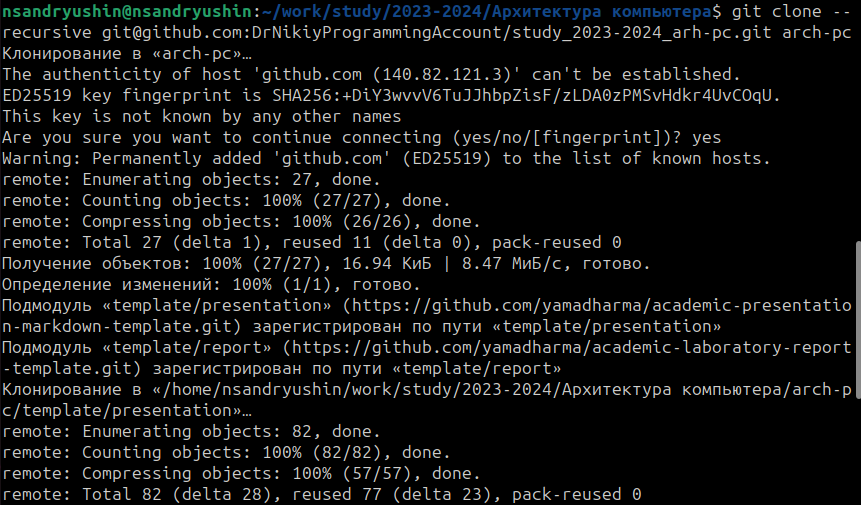 nsandryushin@nsandryushin:~/work/study/2023-2024/Архитектура компьютера$ git clone --
recursive git@github.com:DrNikiyProgrammingAccount/study_2023-2024_arh-pc.git arch-pc
Клонирование в «arch-pc»…
The authenticity of host 'github.com (140.82.121.3)' can't be established.
ED25519 key fingerprint is SHA256:+DiY3wvvV6TuJJhbpZisF/zLDA0zPMSvHdkr4UvCOqU.
This key is not known by any other names
Are you sure you want to continue connecting (yes/no/[fingerprint])? yes
Warning: Permanently added 'github.com' (ED25519) to the list of known hosts.
remote: Enumerating objects: 27, done.
remote: Counting objects: 100% (27/27), done.
remote: Compressing objects: 100% (26/26), done.
remote: Total 27 (delta 1), reused 11 (delta 0), pack-reused 0
Получение объектов: 100% (27/27), 16.94 КиБ | 8.47 МиБ/с, готово.
Определение изменений: 100% (1/1), готово.
Подмодуль «template/presentation» (https://github.com/yamadharma/academic-presentatio
n-markdown-template.git) зарегистрирован по пути «template/presentation»
Подмодуль «template/report» (https://github.com/yamadharma/academic-laboratory-report
-template.git) зарегистрирован по пути «template/report»
Клонирование в «/home/nsandryushin/work/study/2023-2024/Архитектура компьютера/arch-p
c/template/presentation»…
remote: Enumerating objects: 82, done.
remote: Counting objects: 100% (82/82), done.
remote: Compressing objects: 100% (57/57), done.
remote: Total 82 (delta 28), reused 77 (delta 23), pack-reused 0